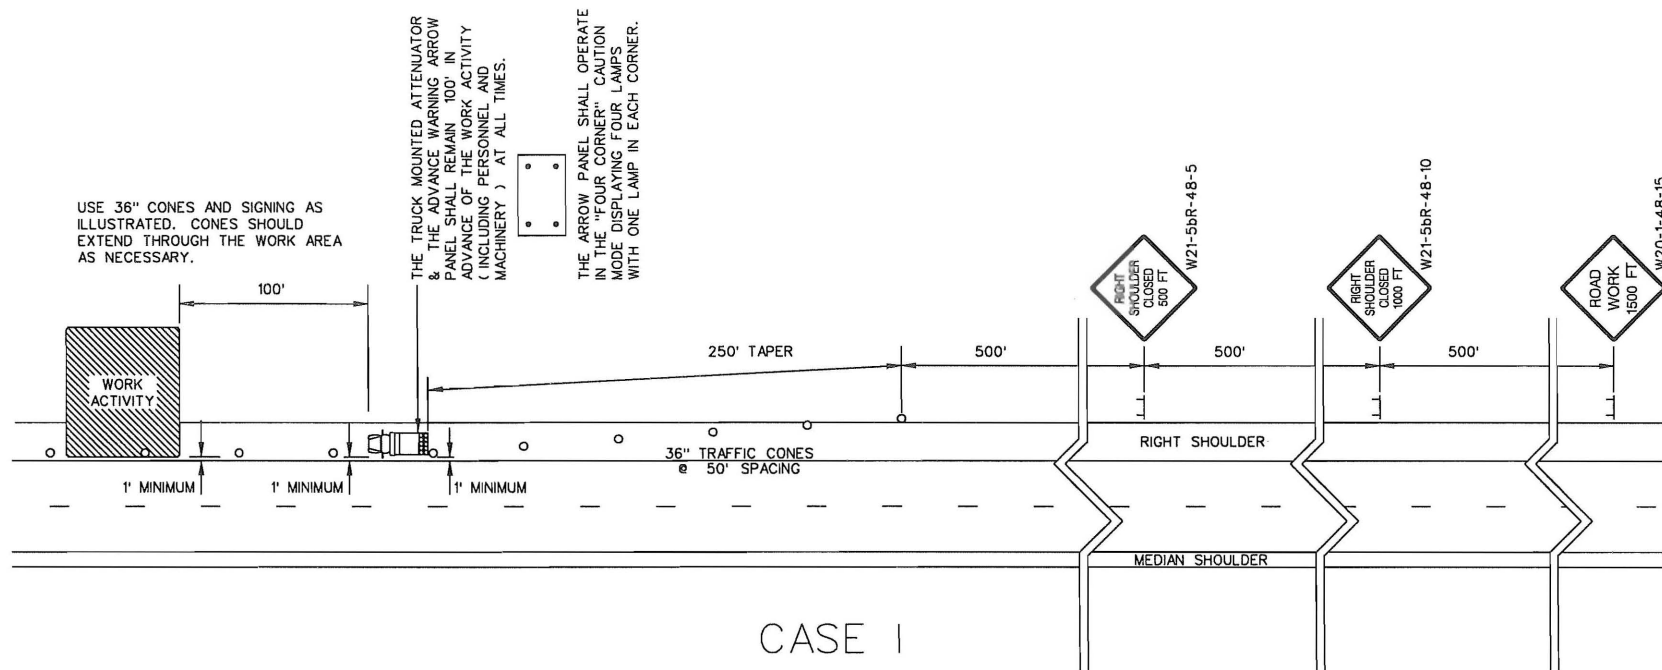 USE 36" CONES AND SIGNING AS
ILLUSTRATED. CONES SHOULD
EXTEND THROUGH THE WORK AREA
AS NECESSARY.
THE TRUCK MOUNTED ATTENUATOR
& THE ADVANCE WARNING ARROW
PANEL SHALL REMAIN 100' IN
ADVANCE OF THE WORK ACTIVITY
( INCLUDING PERSONNEL AND
MACHINERY ) AT ALL TIMES.
THE ARROW PANEL SHALL OPERATE
IN THE "FOUR CORNER" CAUTION
MODE DISPLAYING FOUR LAMPS
WITH ONE LAMP IN EACH CORNER.
RIGHT
SHOULDER
CLOSED
500 FT
W21-5bR-48-5
RIGHT
SHOULDER
CLOSED
1000 FT
W21-5bR-48-10
ROAD
WORK
1500 FT
W20-1-48-15
100'
250' TAPER
500'
500'
500'
WORK
ACTIVITY
36" TRAFFIC CONES
@ 50' SPACING
RIGHT SHOULDER
1' MINIMUM
1' MINIMUM
1' MINIMUM
MEDIAN SHOULDER
CASE I